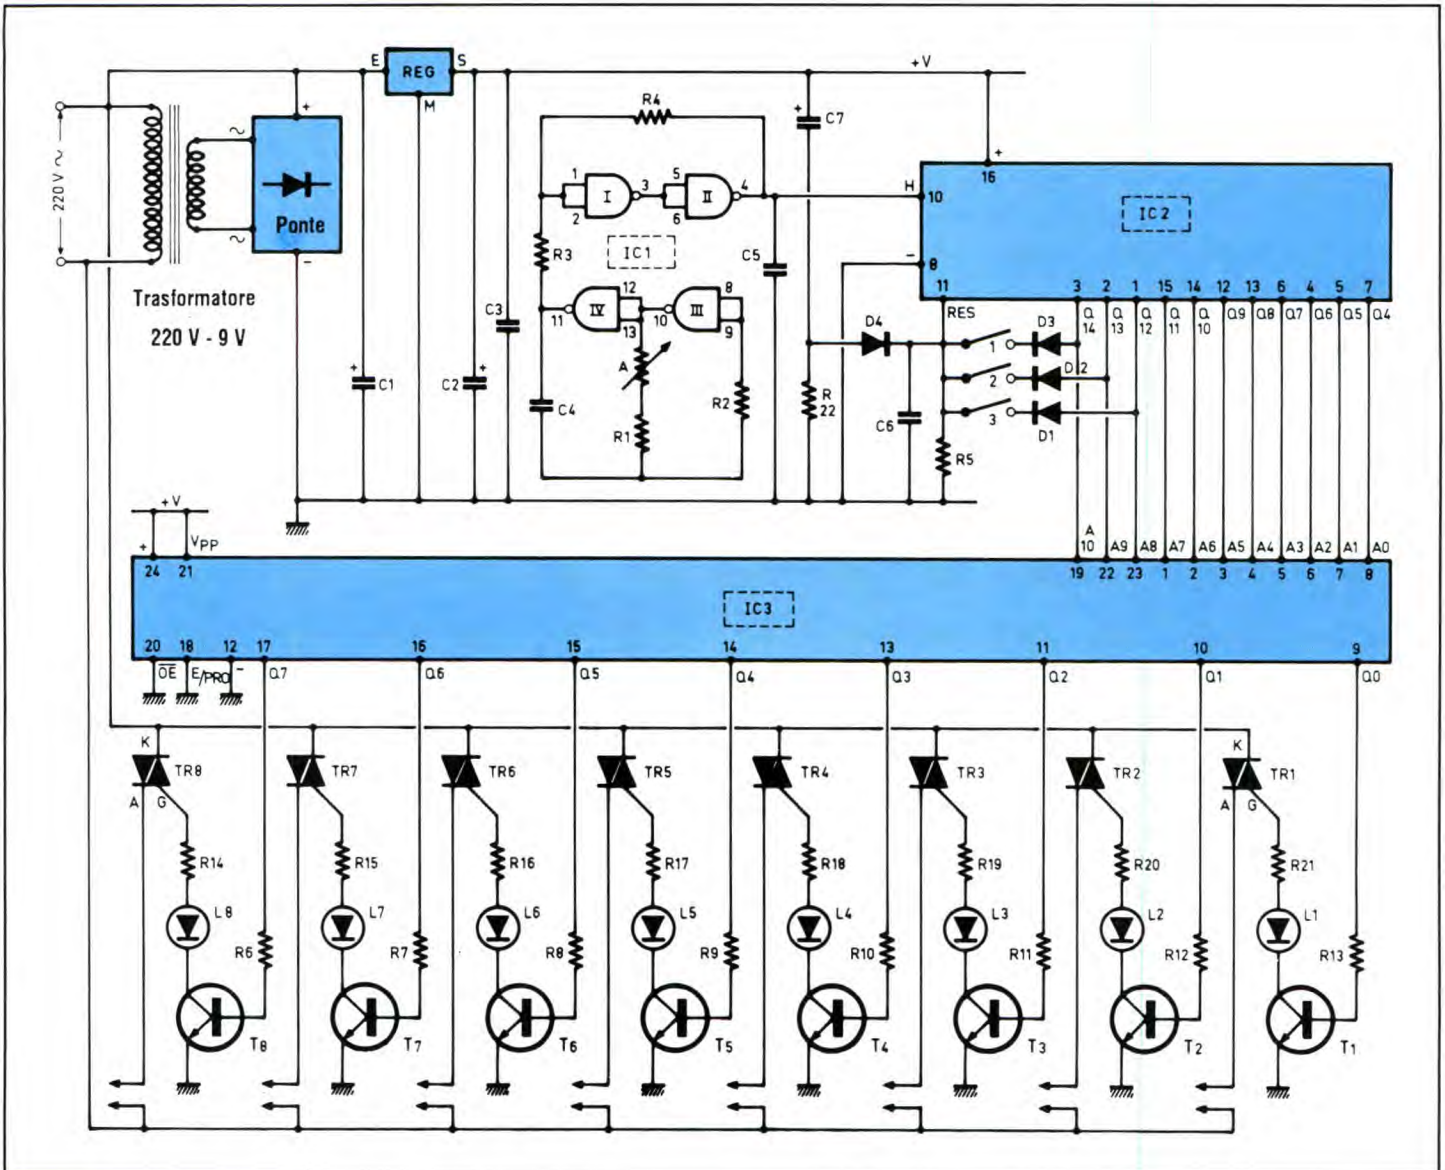 E REG S
M
+V
220 V ~
+
~
~
Ponte
-
Trasformatore
220 V - 9 V
+ C1
C2 +
C3
R4
1
2
I
3
5
6
II
4
R3
IC1
11 IV 12
13
10 III 8
9
A
C4
R1
R2
C5
+ C7
R
22
D4
C6
R5
H 10
- 8
+
16
IC2
11 3 2 1 15 14 12 13 6 4 5 7
RES Q 14 Q 13 Q 12 Q 11 Q 10 Q9 Q8 Q7 Q6 Q5 Q4
1 D3
2 D2
3 D1
+V
+ VPP
24 21
A 10 A9 A8 A7 A6 A5 A4 A3 A2 A1 A0
19 22 23 1 2 3 4 5 6 7 8
IC3
20 18 12 17 16 15 14 13 11 10 9
OE E/PRO - Q7 Q6 Q5 Q4 Q3 Q2 Q1 Q0
K TR8 TR7 TR6 TR5 TR4 TR3 TR2 K TR1
A G A G
R14 R15 R16 R17 R18 R19 R20 R21
L8 L7 L6 L5 L4 L3 L2 L1
R6 R7 R8 R9 R10 R11 R12 R13
T8 T7 T6 T5 T4 T3 T2 T1